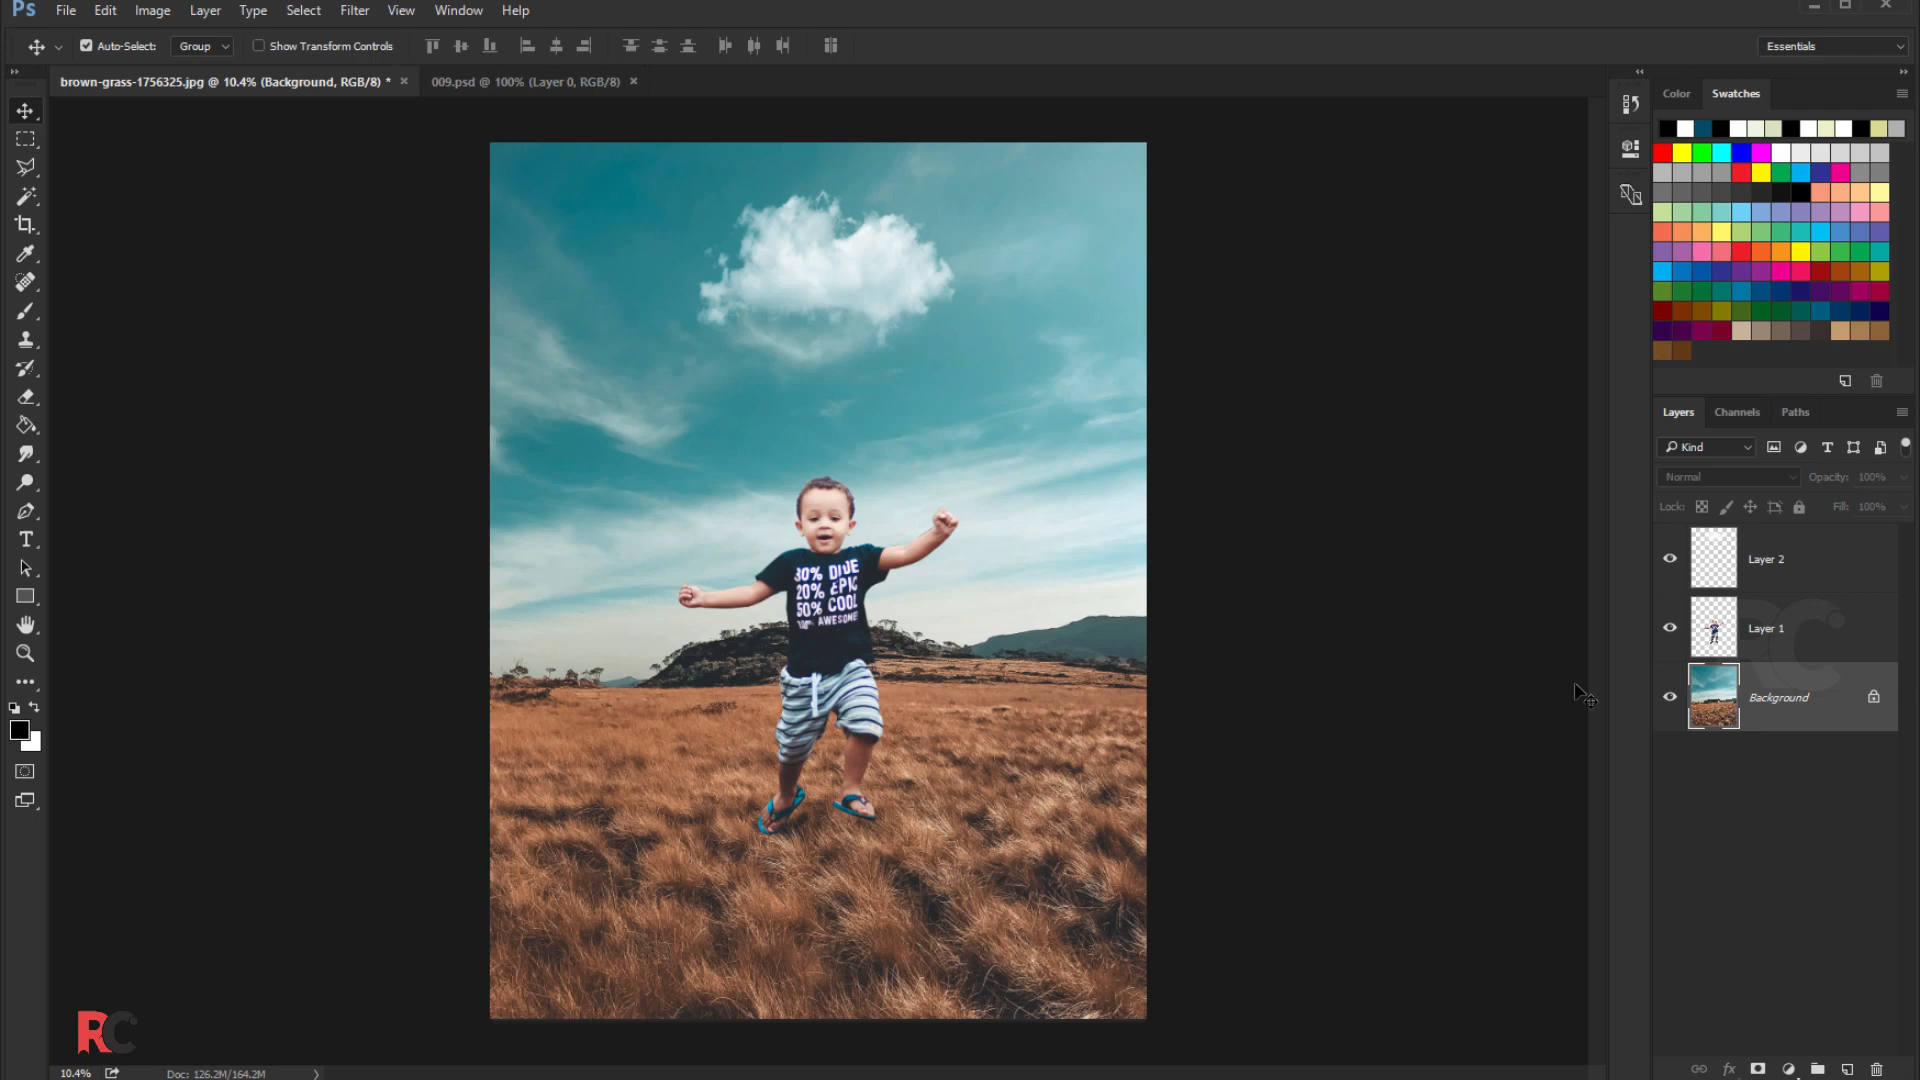 Ps File Edit Image Layer Type Select Filter View Window Help
Auto-Select: Group Show Transform Controls Essentials
brown-grass-1756325.jpg @ 10.4% (Background, RGB/8) * × 009.psd @ 100% (Layer 0, RGB/8) ×
Color Swatches
Layers Channels Paths
Kind
Normal Opacity: 100%
Lock: Fill: 100%
Layer 2
Layer 1
Background
20% EPIC
50% COOL
AWESOME
RC
RC
10.4% Doc: 126.2M/164.2M